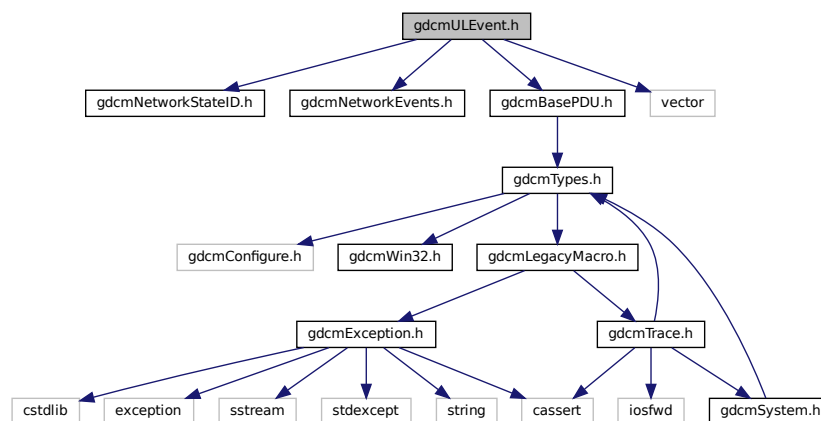 gdcmULEvent.h
gdcmNetworkStateID.h
gdcmNetworkEvents.h
gdcmBasePDU.h
vector
gdcmTypes.h
gdcmConfigure.h
gdcmWin32.h
gdcmLegacyMacro.h
gdcmException.h
gdcmTrace.h
cstdlib
exception
sstream
stdexcept
string
cassert
iosfwd
gdcmSystem.h